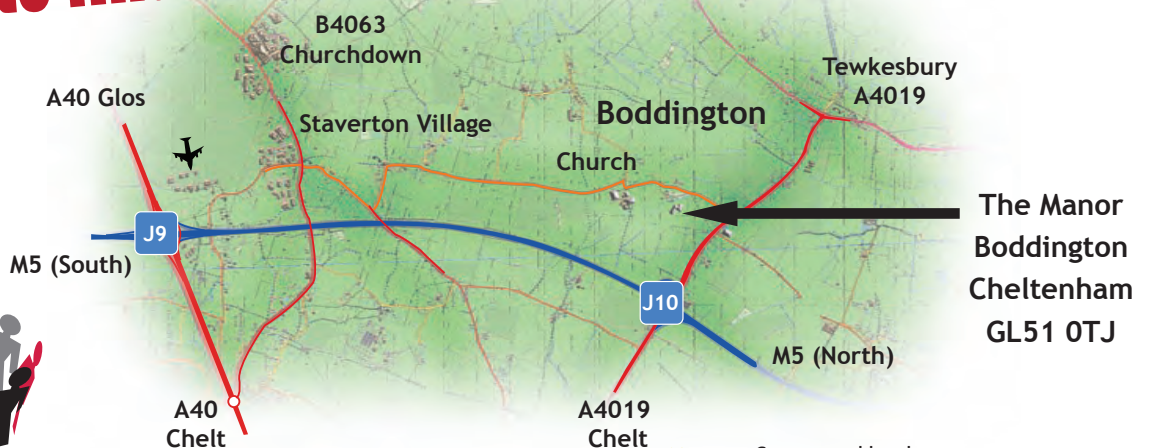 B4063
Churchdown
A40 Glos
Tewkesbury
A4019
Boddington
Staverton Village
Church
The Manor
Boddington
Cheltenham
GL51 0TJ
J9
M5 (South)
J10
M5 (North)
A40
Chelt
A4019
Chelt